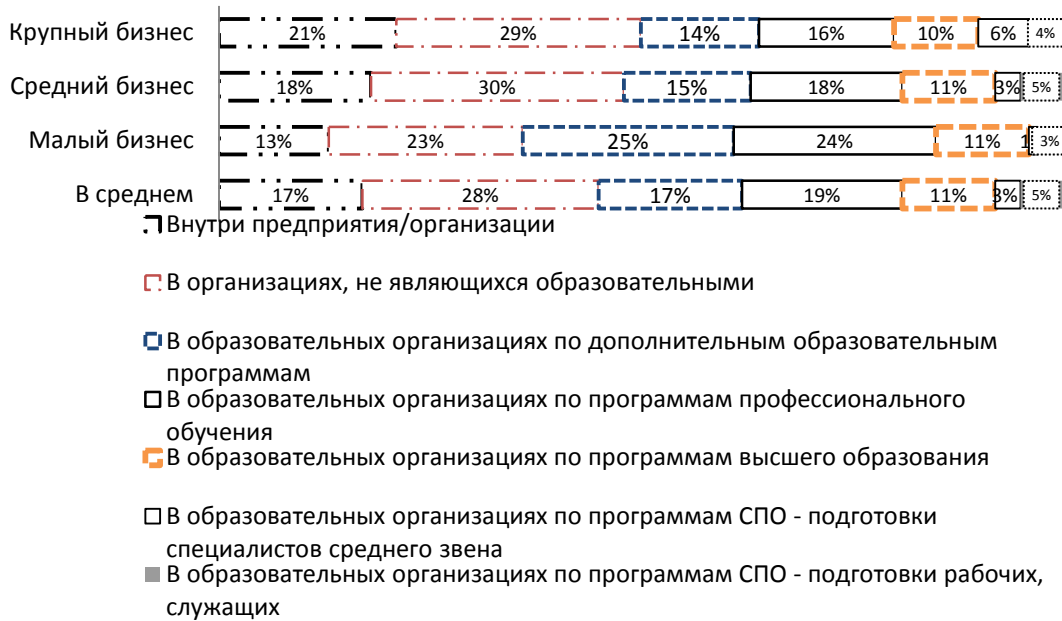 Крупный бизнес 21% 29% 14% 16% 10% 6% 4%
Средний бизнес 18% 30% 15% 18% 11% 3% 5%
Малый бизнес 13% 23% 25% 24% 11% 1 3%
В среднем 17% 28% 17% 19% 11% 3% 5%
Внутри предприятия/организации
В организациях, не являющихся образовательными
В образовательных организациях по дополнительным образовательным
программам
В образовательных организациях по программам профессионального
обучения
В образовательных организациях по программам высшего образования
В образовательных организациях по программам СПО - подготовки
специалистов среднего звена
В образовательных организациях по программам СПО - подготовки рабочих,
служащих